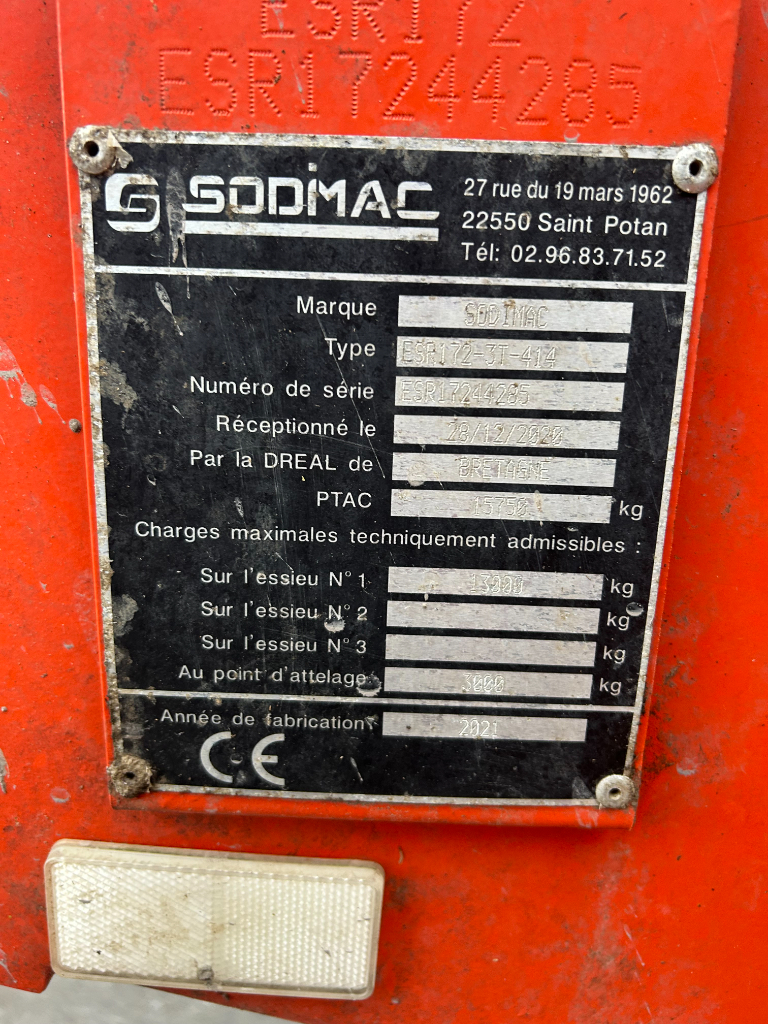 ESR172
ESR17244285
SODIMAC
27 rue du 19 mars 1962
22550 Saint Potan
Tél: 02.96.83.71.52
Marque SODIMAC
Type ESR172-3T-414
Numéro de série ESR17244285
Réceptionné le 28/12/2020
Par la DREAL de BRETAGNE
PTAC 15750 kg
Charges maximales techniquement admissibles :
Sur l'essieu N° 1 13000 kg
Sur l'essieu N° 2 kg
Sur l'essieu N° 3 kg
Au point d'attelage 3000 kg
Année de fabrication 2021
CE